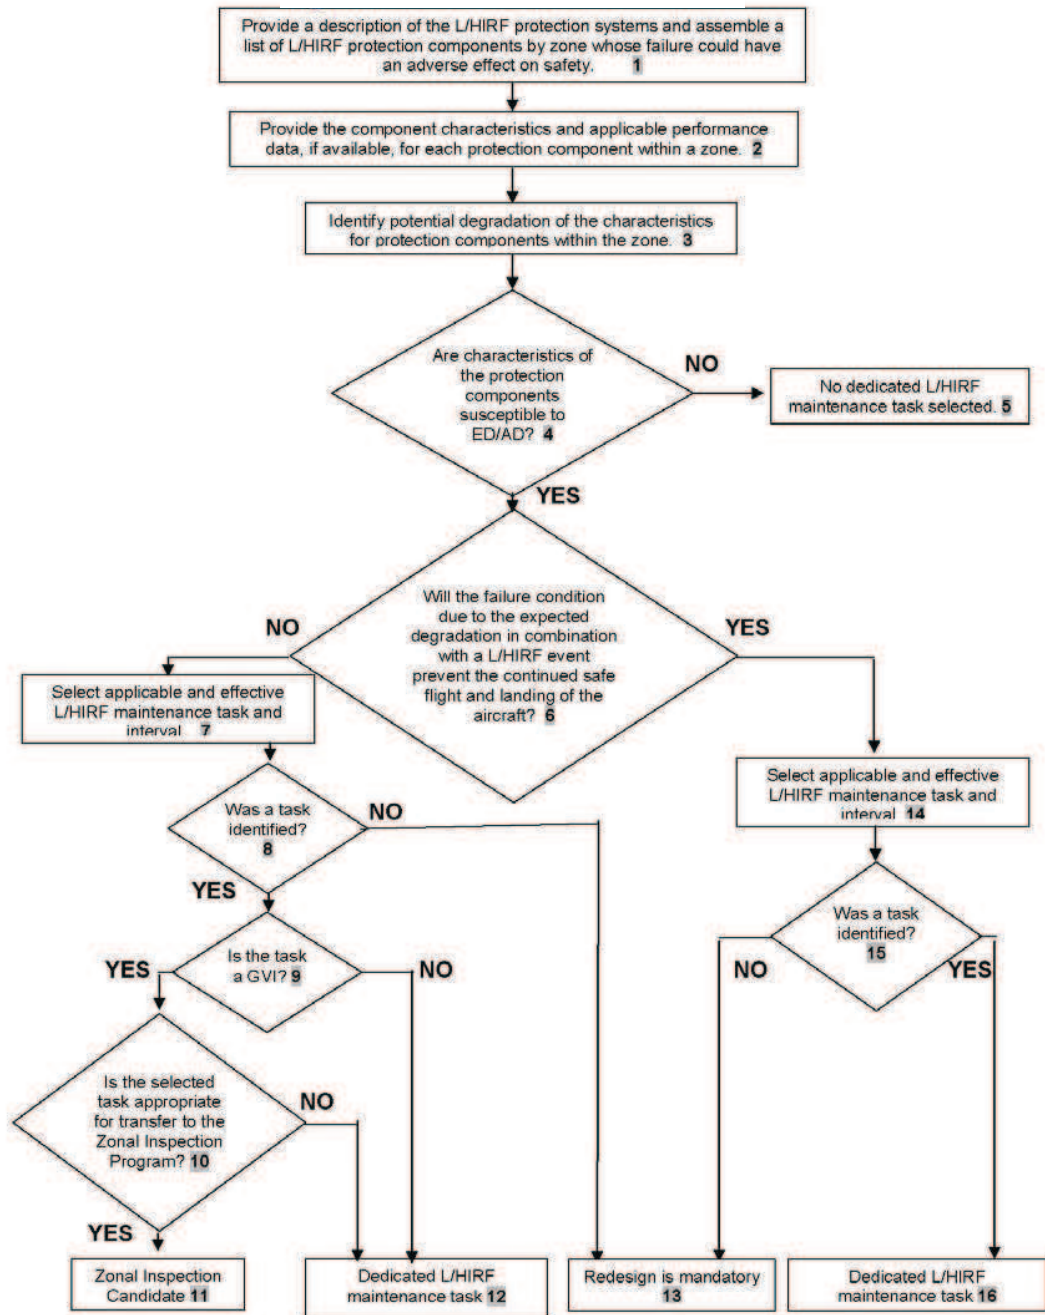 Provide a description of the L/HIRF protection systems and assemble a
list of L/HIRF protection components by zone whose failure could have
an adverse effect on safety. 1
Provide the component characteristics and applicable performance
data, if available, for each protection component within a zone. 2
Identify potential degradation of the characteristics
for protection components within the zone. 3
Are characteristics of
the protection
components
susceptible to
ED/AD? 4
NO
No dedicated L/HIRF
maintenance task selected. 5
YES
Will the failure condition
due to the expected
degradation in combination
with a L/HIRF event
prevent the continued safe
flight and landing of the
aircraft? 6
NO
YES
Select applicable and effective
L/HIRF maintenance task and
interval 7
Was a task
identified?
8
NO
YES
Is the task
a GVI? 9
YES
NO
Is the selected
task appropriate
for transfer to the
Zonal Inspection
Program? 10
NO
YES
Zonal Inspection
Candidate 11
Dedicated L/HIRF
maintenance task 12
Select applicable and effective
L/HIRF maintenance task and
interval 14
Was a task
identified?
15
NO
YES
Redesign is mandatory
13
Dedicated L/HIRF
maintenance task 16